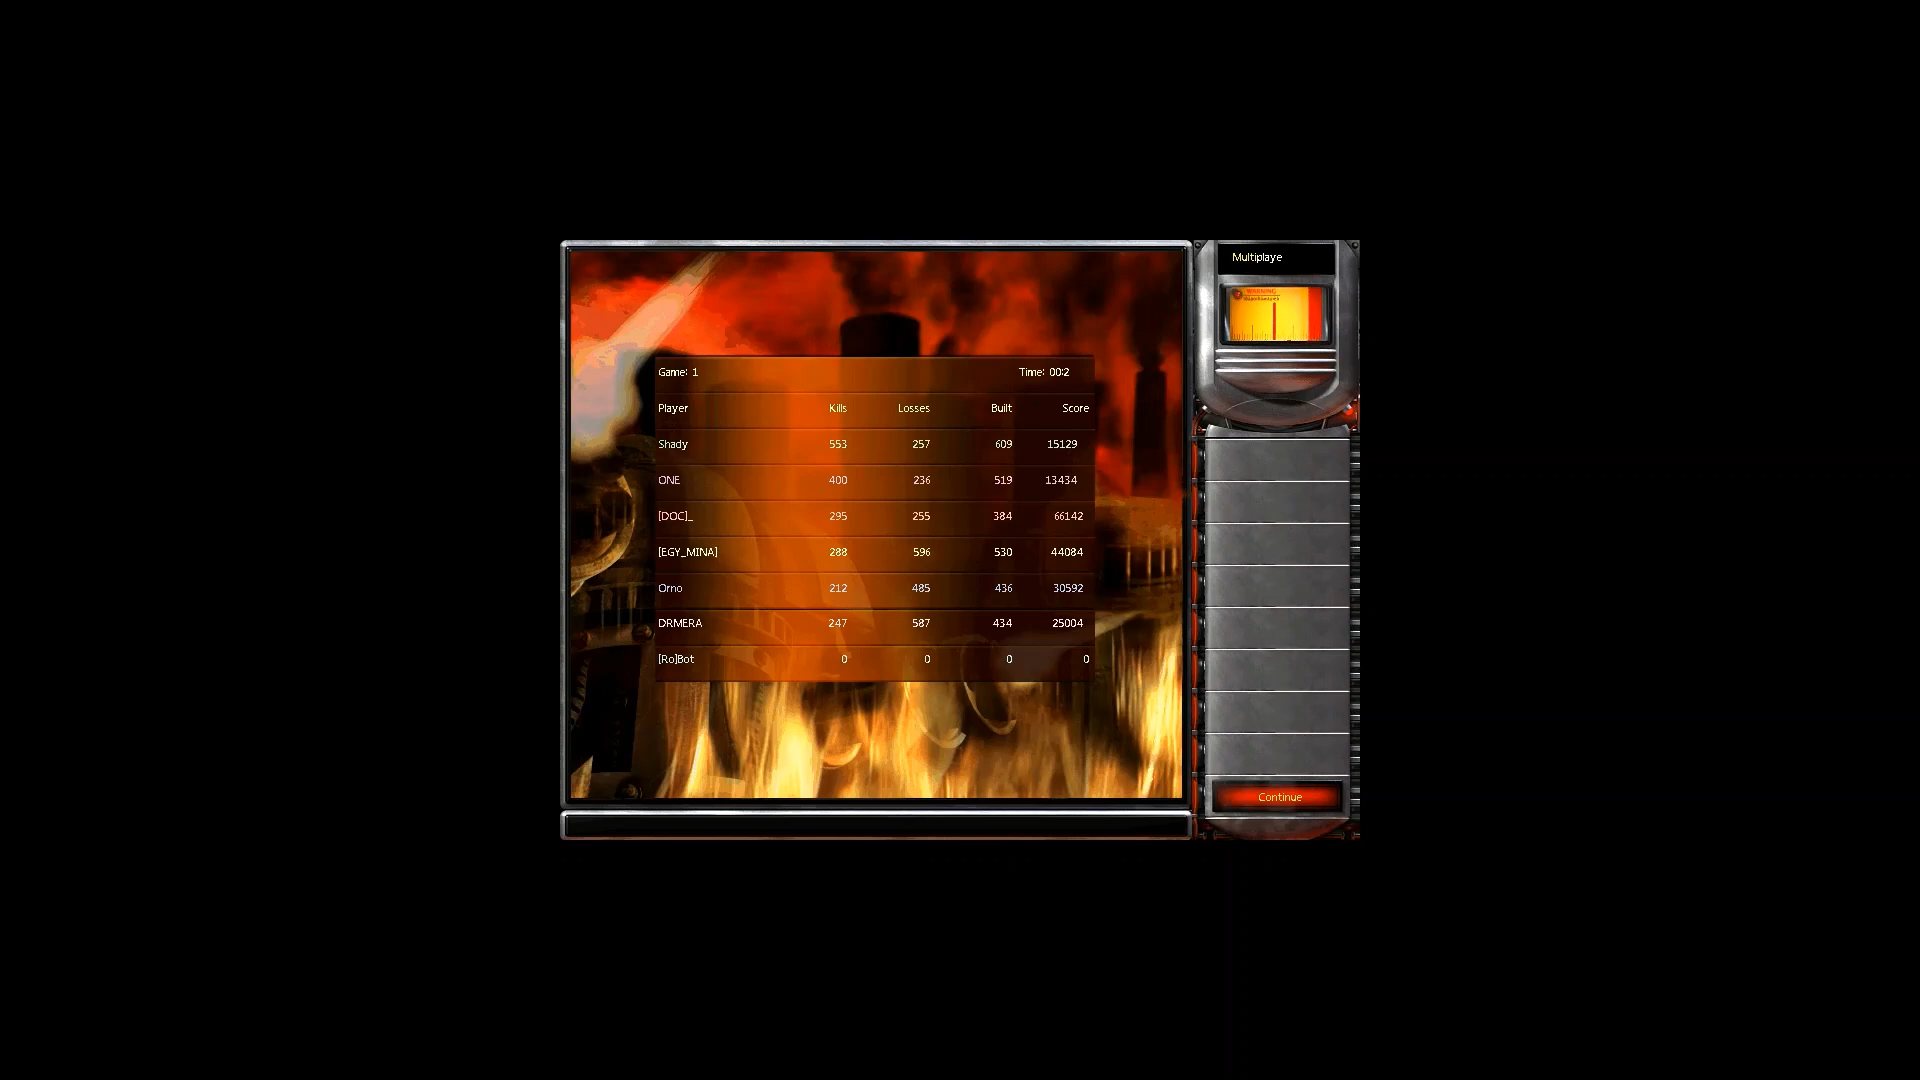 Multiplaye
WARNING
Game: 1 Time: 00:2
Player Kills Losses Built Score
Shady 553 257 609 15129
ONE 400 236 519 13434
[DOC]_ 295 255 384 66142
[EGY_MINA] 288 596 530 44084
Orno 212 485 436 30592
DRMERA 247 587 434 25004
[Ro]Bot 0 0 0 0
Continue